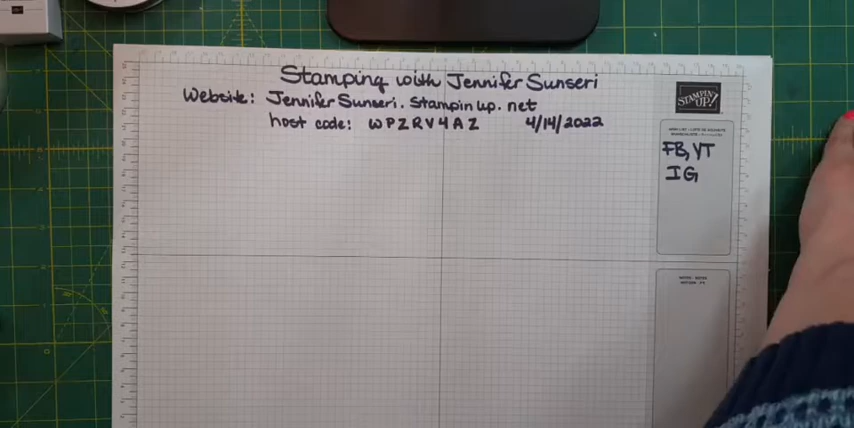 Stamping with Jennifer Sunseri
Website: JenniferSunseri.stampinup.net
host code: WPZRV4AZ 4/14/2022
STAMPIN' UP!
FB, YT
IG